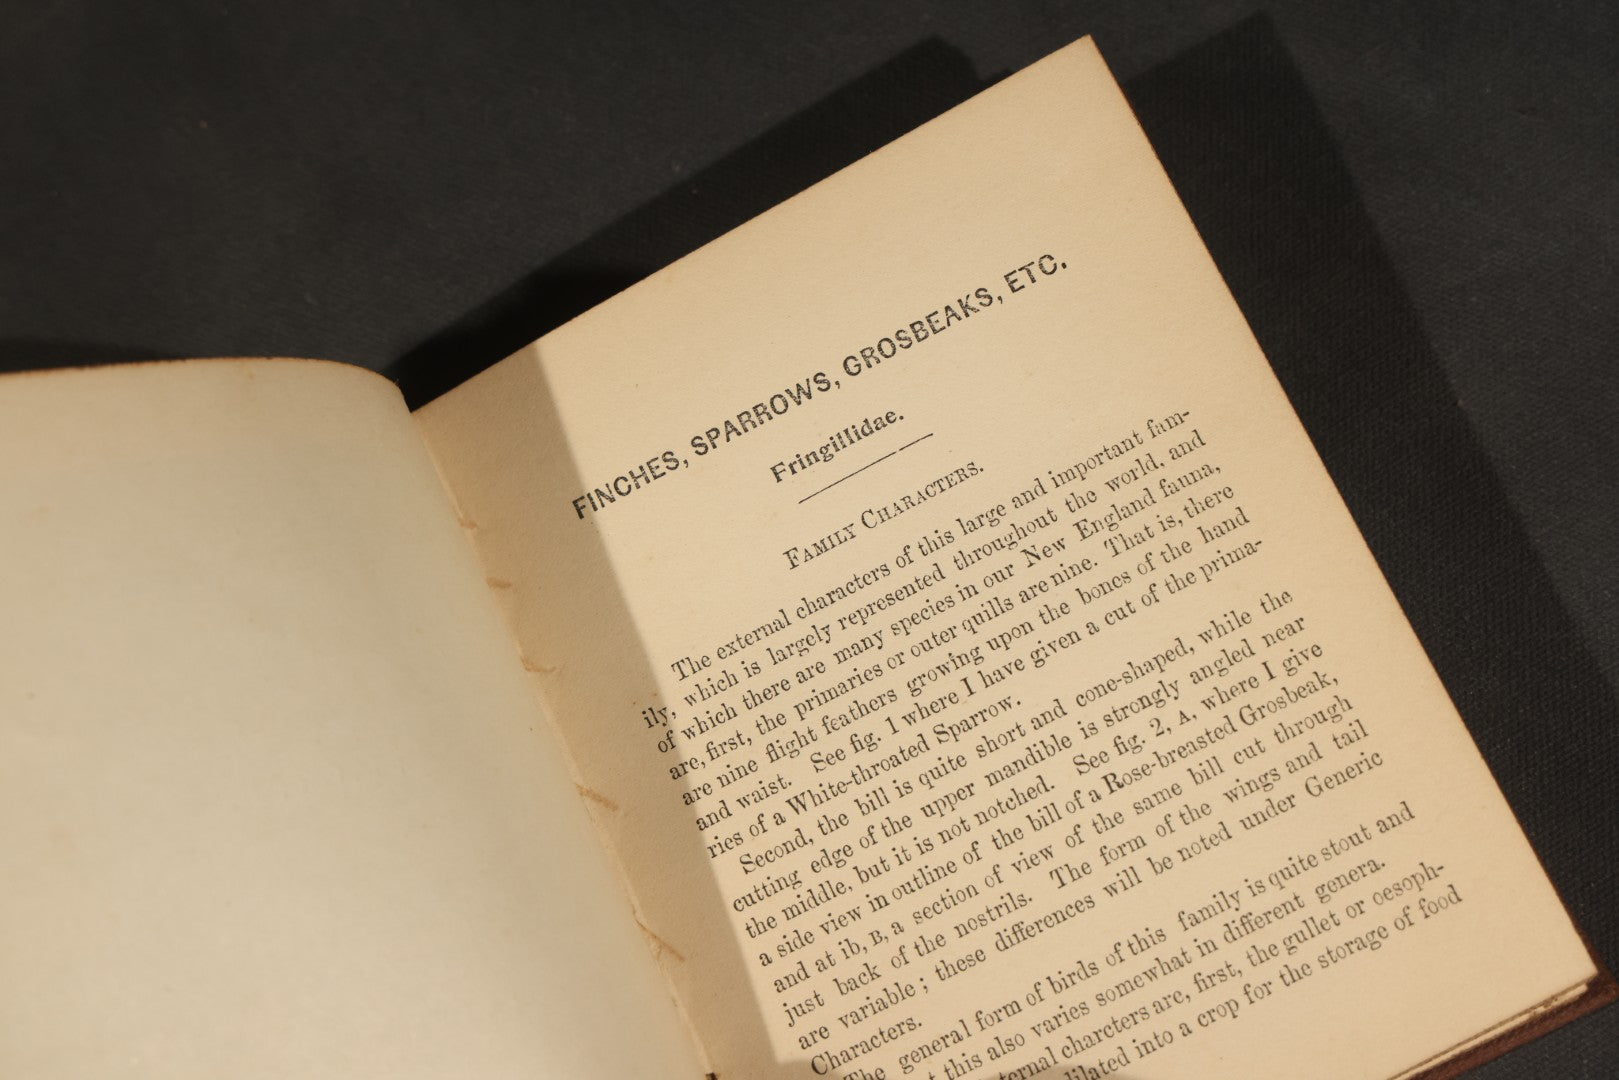 FINCHES, SPARROWS, GROSBEAKS, ETC.
Fringillidae.
FAMILY CHARACTERS.
The external characters of this large and important fam-
ily, which is largely represented throughout the world, and
of which there are many species in our New England fauna,
are, first, the primaries or outer quills are nine. That is, there
are nine flight feathers growing upon the bones of the hand
and waist. See fig. 1 where I have given a cut of the prima-
ries of a White-throated Sparrow.
Second, the bill is quite short and cone-shaped, while the
cutting edge of the upper mandible is strongly angled near
the middle, but it is not notched. See fig. 2, A, where I give
a side view in outline of the bill of a Rose-breasted Grosbeak,
and at ib, B, a section of view of the same bill cut through
just back of the nostrils. The form of the wings and tail
are variable; these differences will be noted under Generic
Characters.
The general form of birds of this family is quite stout and
this also varies somewhat in different genera.
charcters are, first, the gullet or oesoph-
dilated into a crop for the storage of food